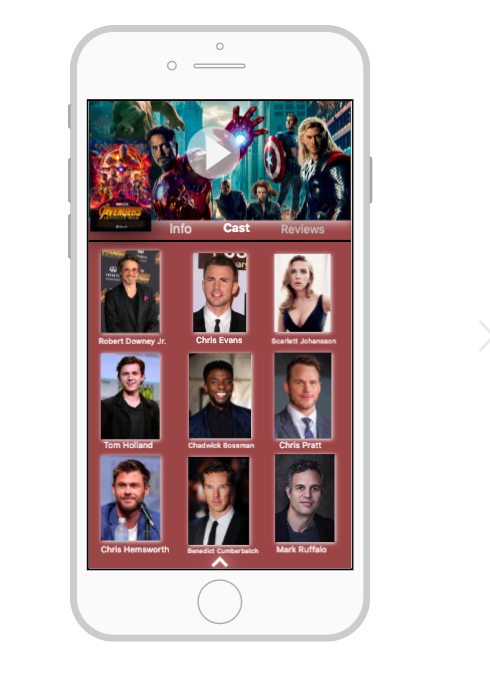 AVENGERS
Info Cast Reviews
Robert Downey Jr. Chris Evans Scarlett Johansson
Tom Holland Chadwick Boseman Chris Pratt
Chris Hemsworth Benedict Cumberbatch Mark Ruffalo